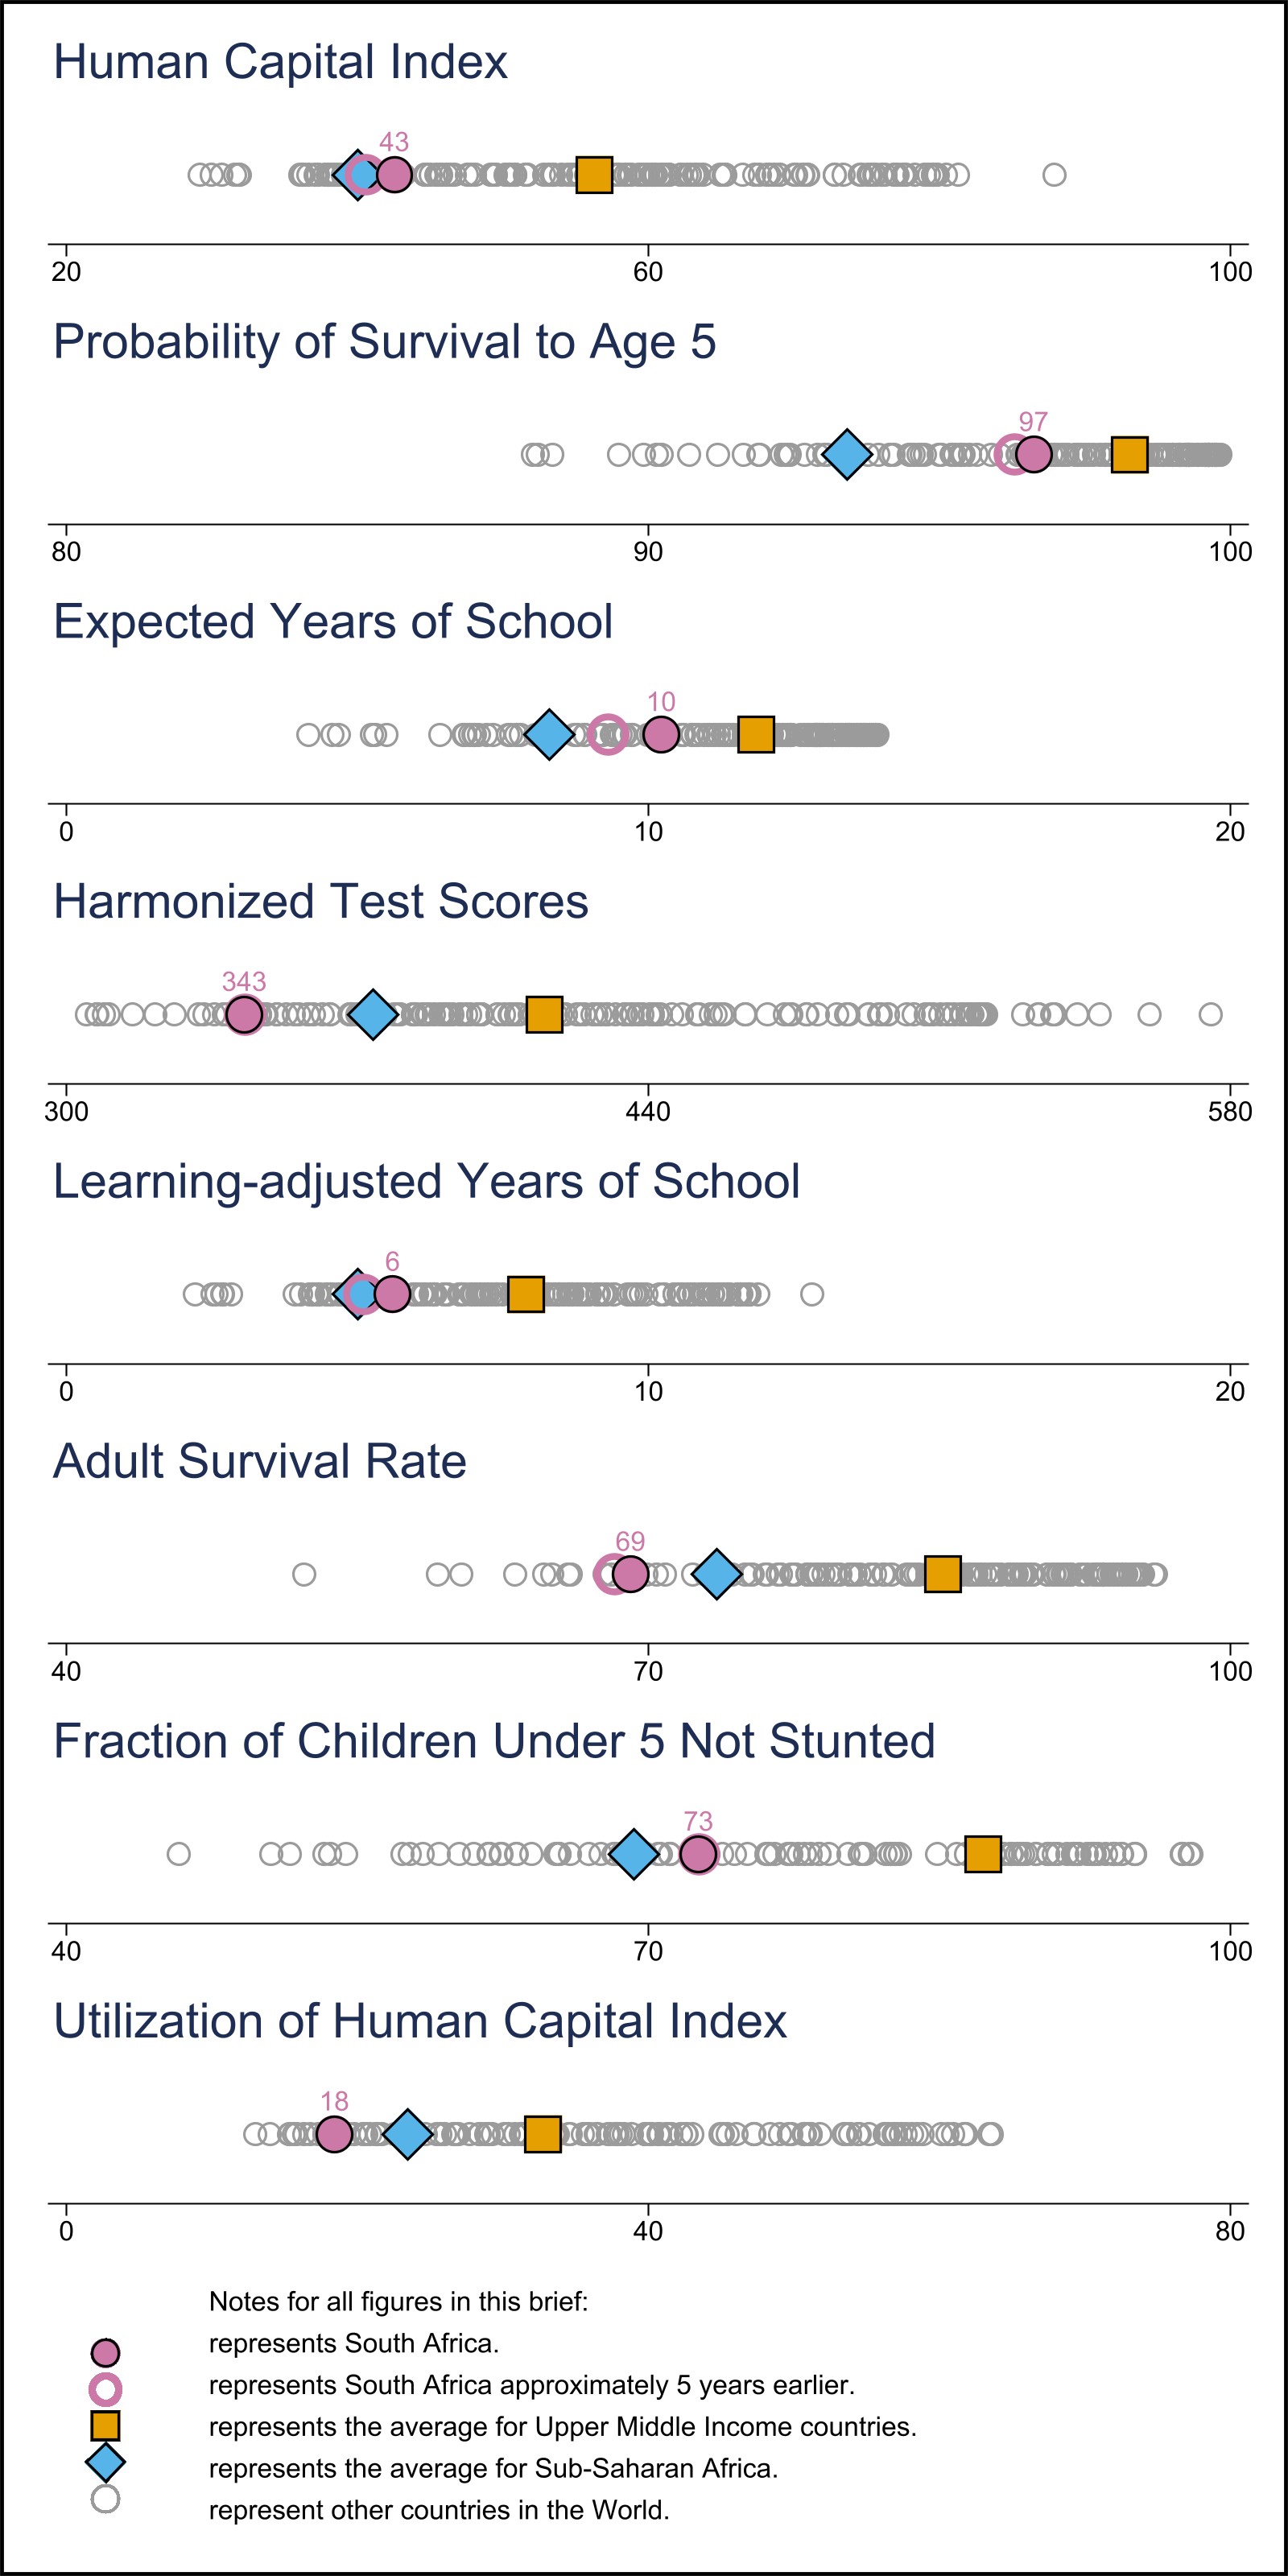 Human Capital Index
43
20 60 100
Probability of Survival to Age 5
97
80 90 100
Expected Years of School
10
0 10 20
Harmonized Test Scores
343
300 440 580
Learning-adjusted Years of School
6
0 10 20
Adult Survival Rate
69
40 70 100
Fraction of Children Under 5 Not Stunted
73
40 70 100
Utilization of Human Capital Index
18
0 40 80
Notes for all figures in this brief:
represents South Africa.
represents South Africa approximately 5 years earlier.
represents the average for Upper Middle Income countries.
represents the average for Sub-Saharan Africa.
represent other countries in the World.